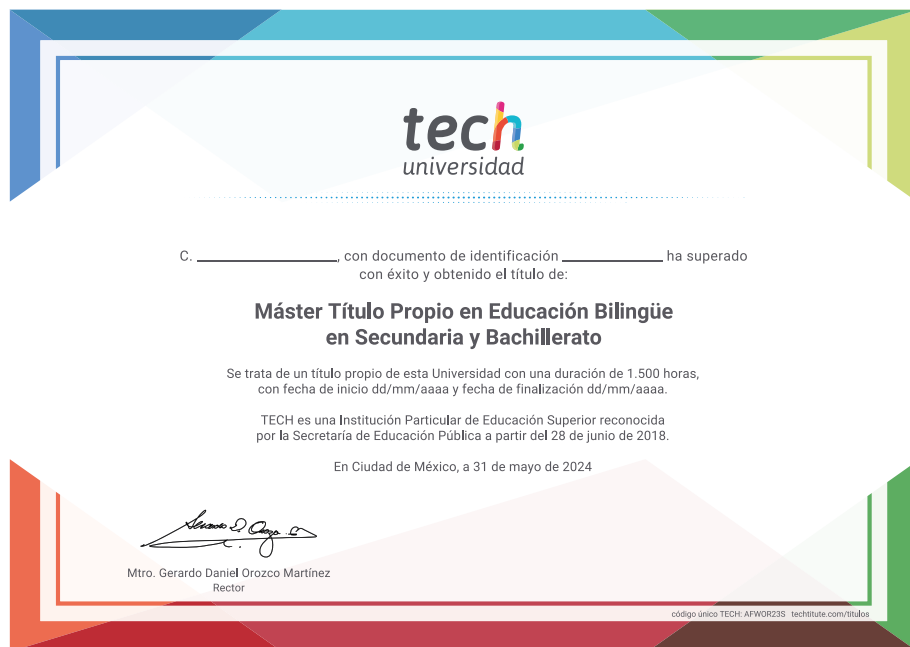 tech
universidad
C. ____________, con documento de identificación ____________ ha superado
con éxito y obtenido el título de:
Máster Título Propio en Educación Bilingüe
en Secundaria y Bachillerato
Se trata de un título propio de esta Universidad con una duración de 1.500 horas,
con fecha de inicio dd/mm/aaaa y fecha de finalización dd/mm/aaaa.
TECH es una Institución Particular de Educación Superior reconocida
por la Secretaría de Educación Pública a partir del 28 de junio de 2018.
En Ciudad de México, a 31 de mayo de 2024
Mtro. Gerardo Daniel Orozco Martínez
Rector
código único TECH: AFWOR23S techtitute.com/titulos